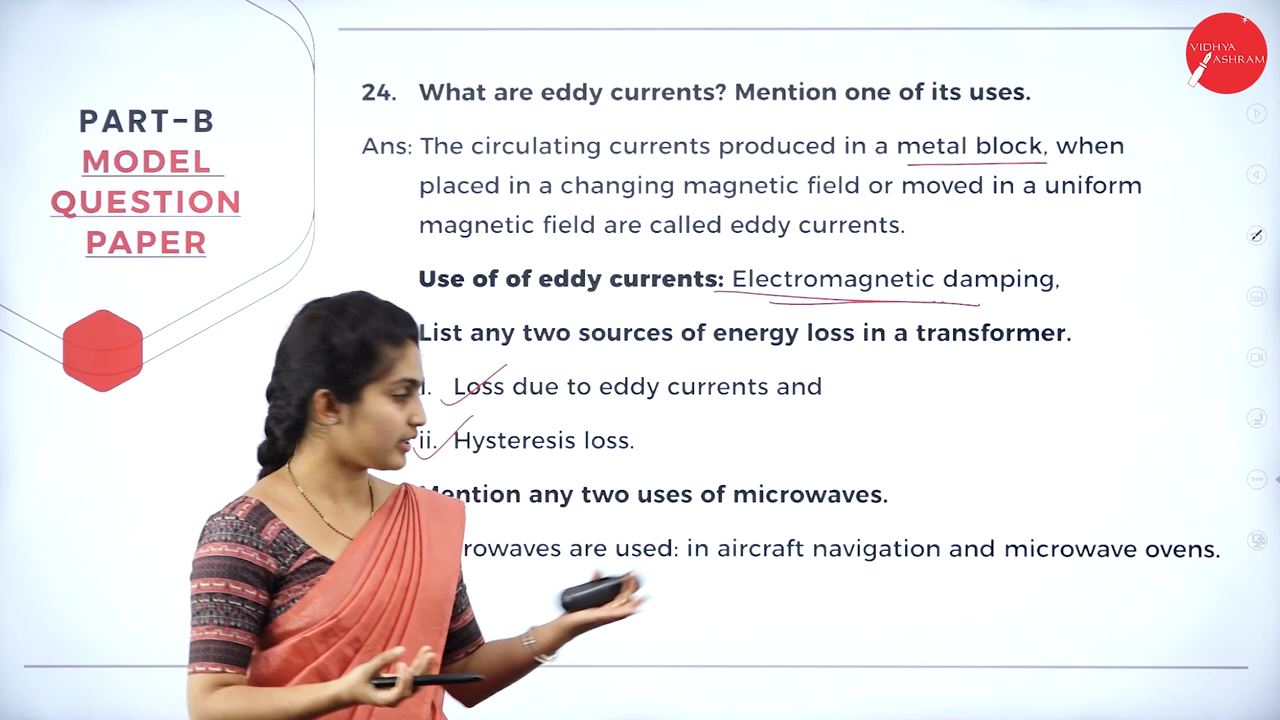 VIDHYA
ASHRAM
PART-B
MODEL
QUESTION
PAPER
24. What are eddy currents? Mention one of its uses.
Ans: The circulating currents produced in a metal block, when
placed in a changing magnetic field or moved in a uniform
magnetic field are called eddy currents.
Use of of eddy currents: Electromagnetic damping,
List any two sources of energy loss in a transformer.
i. Loss due to eddy currents and
ii. Hysteresis loss.
Mention any two uses of microwaves.
are used: in aircraft navigation and microwave ovens.